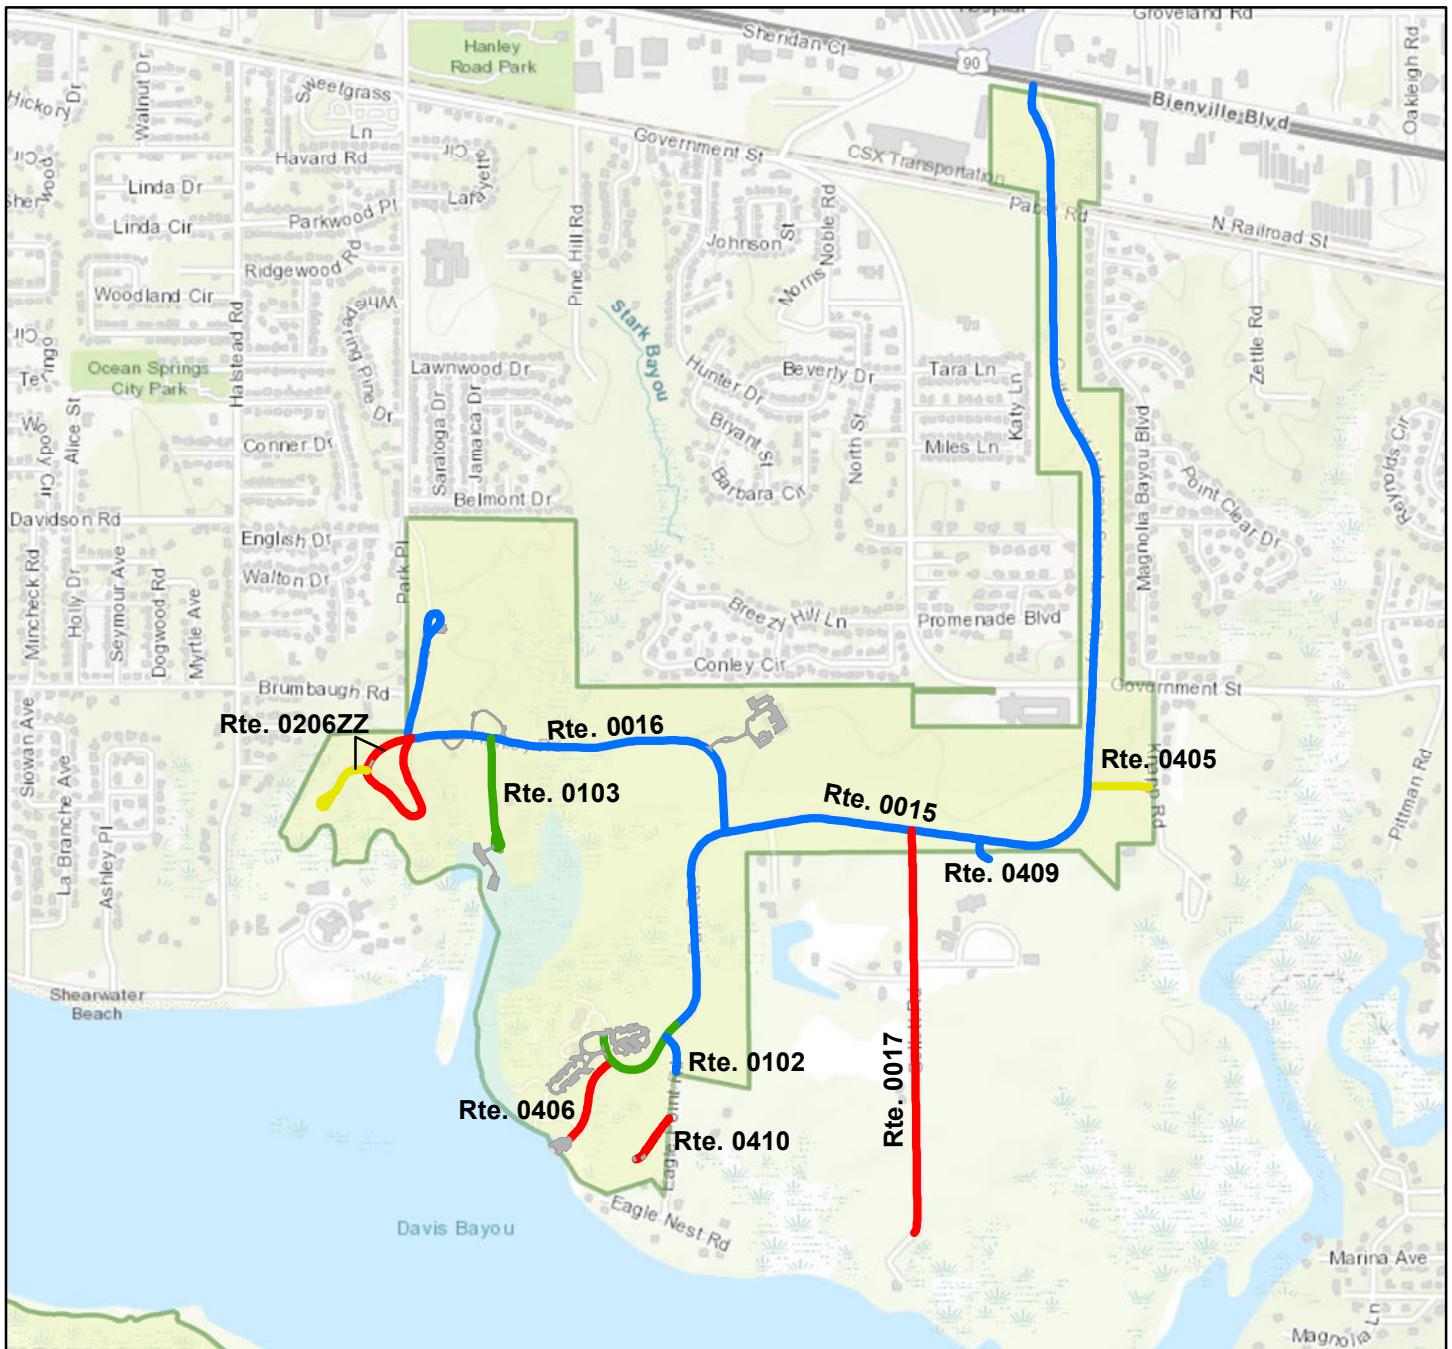 Groveland Rd
Sheridan Ct
90
Bienville Blvd
Oakleigh Rd
Hanley
Road Park
Walnut Dr
Hickory Dr
Sweetgrass
Ln
Havard Rd
Linda Dr
Parkwood Pl
Linda Cir
Ridgewood Rd
Woodland Cir
Whispering Pine Dr
Ocean Springs
City Park
Halstead Rd
Alice St
Conner Dr
Davidson Rd
English Dr
Walton Dr
Mincheck Rd
Holly Dr
Seymour Ave
Dogwood Rd
Myrtle Ave
Brumbaugh Rd
Park Pl
Lafayette
Cir
Government St
CSX Transportation
N Railroad St
Pine Hill Rd
Johnson St
Morris
Noble Rd
Stark Bayou
Lawnwood Dr
Saratoga Dr
Jamaica Dr
Belmont Dr
Hunter Dr
Beverly Dr
Bryant St
Barbara Cir
North St
Tara Ln
Katy Ln
Miles Ln
Magnolia Bayou Blvd
Point Clear Dr
Zettle Rd
Reynolds Cir
Breezy Hill Ln
Conley Cir
Promenade Blvd
Government St
Pittman Rd
Rte. 0206ZZ
Rte. 0016
Rte. 0103
Rte. 0015
Rte. 0405
Rte. 0409
Rte. 0017
Rte. 0102
Rte. 0406
Rte. 0410
Siowan Ave
La Branche Ave
Ashley Pl
Shearwater
Beach
Davis Bayou
Eagle Nest Rd
Marina Ave
Magnolia Ln